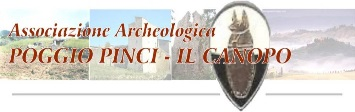 Associazione Archeologica
POGGIO PINCI - IL CANOPO